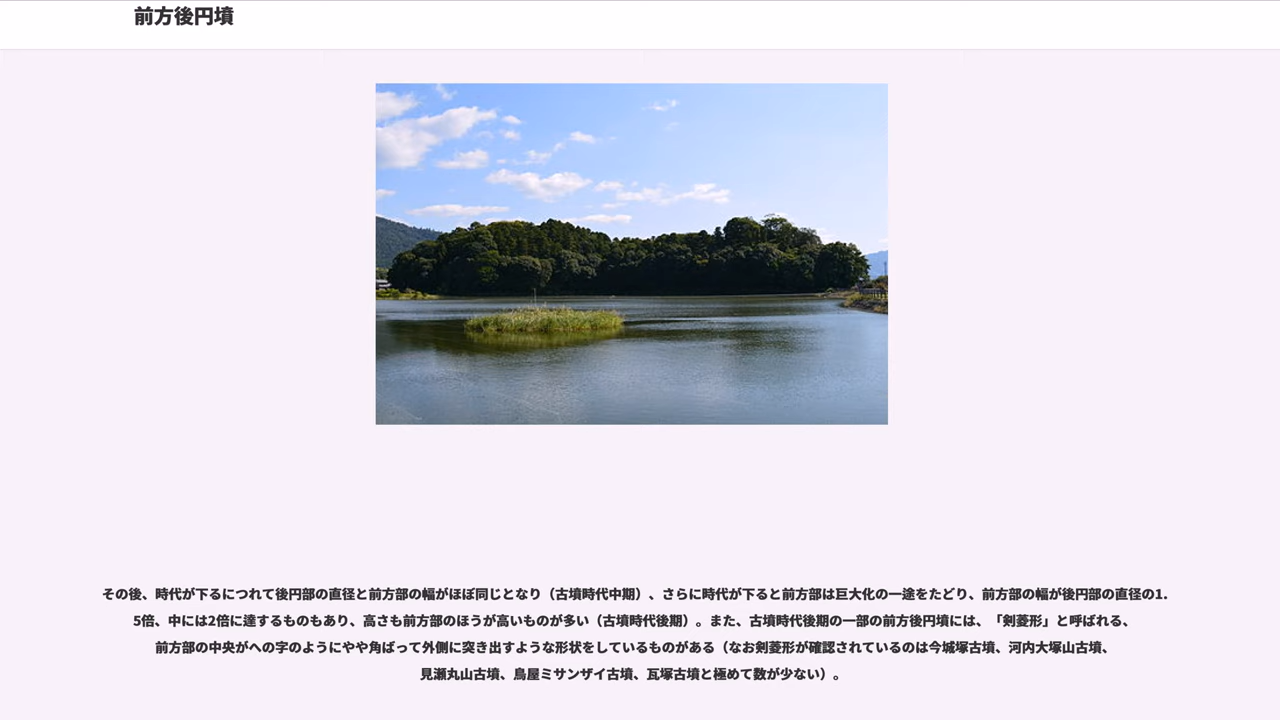 前方後円墳
その後、時代が下るにつれて後円部の直径と前方部の幅がほぼ同じとなり（古墳時代中期）、さらに時代が下ると前方部は巨大化の一途をたどり、前方部の幅が後円部の直径の1.
5倍、中には2倍に達するものもあり、高さも前方部のほうが高いものが多い（古墳時代後期）。また、古墳時代後期の一部の前方後円墳には、「剣菱形」と呼ばれる、
前方部の中央がへの字のようにやや角ばって外側に突き出すような形状をしているものがある（なお剣菱形が確認されているのは今城塚古墳、河内大塚山古墳、
見瀬丸山古墳、鳥屋ミサンザイ古墳、瓦塚古墳と極めて数が少ない）。